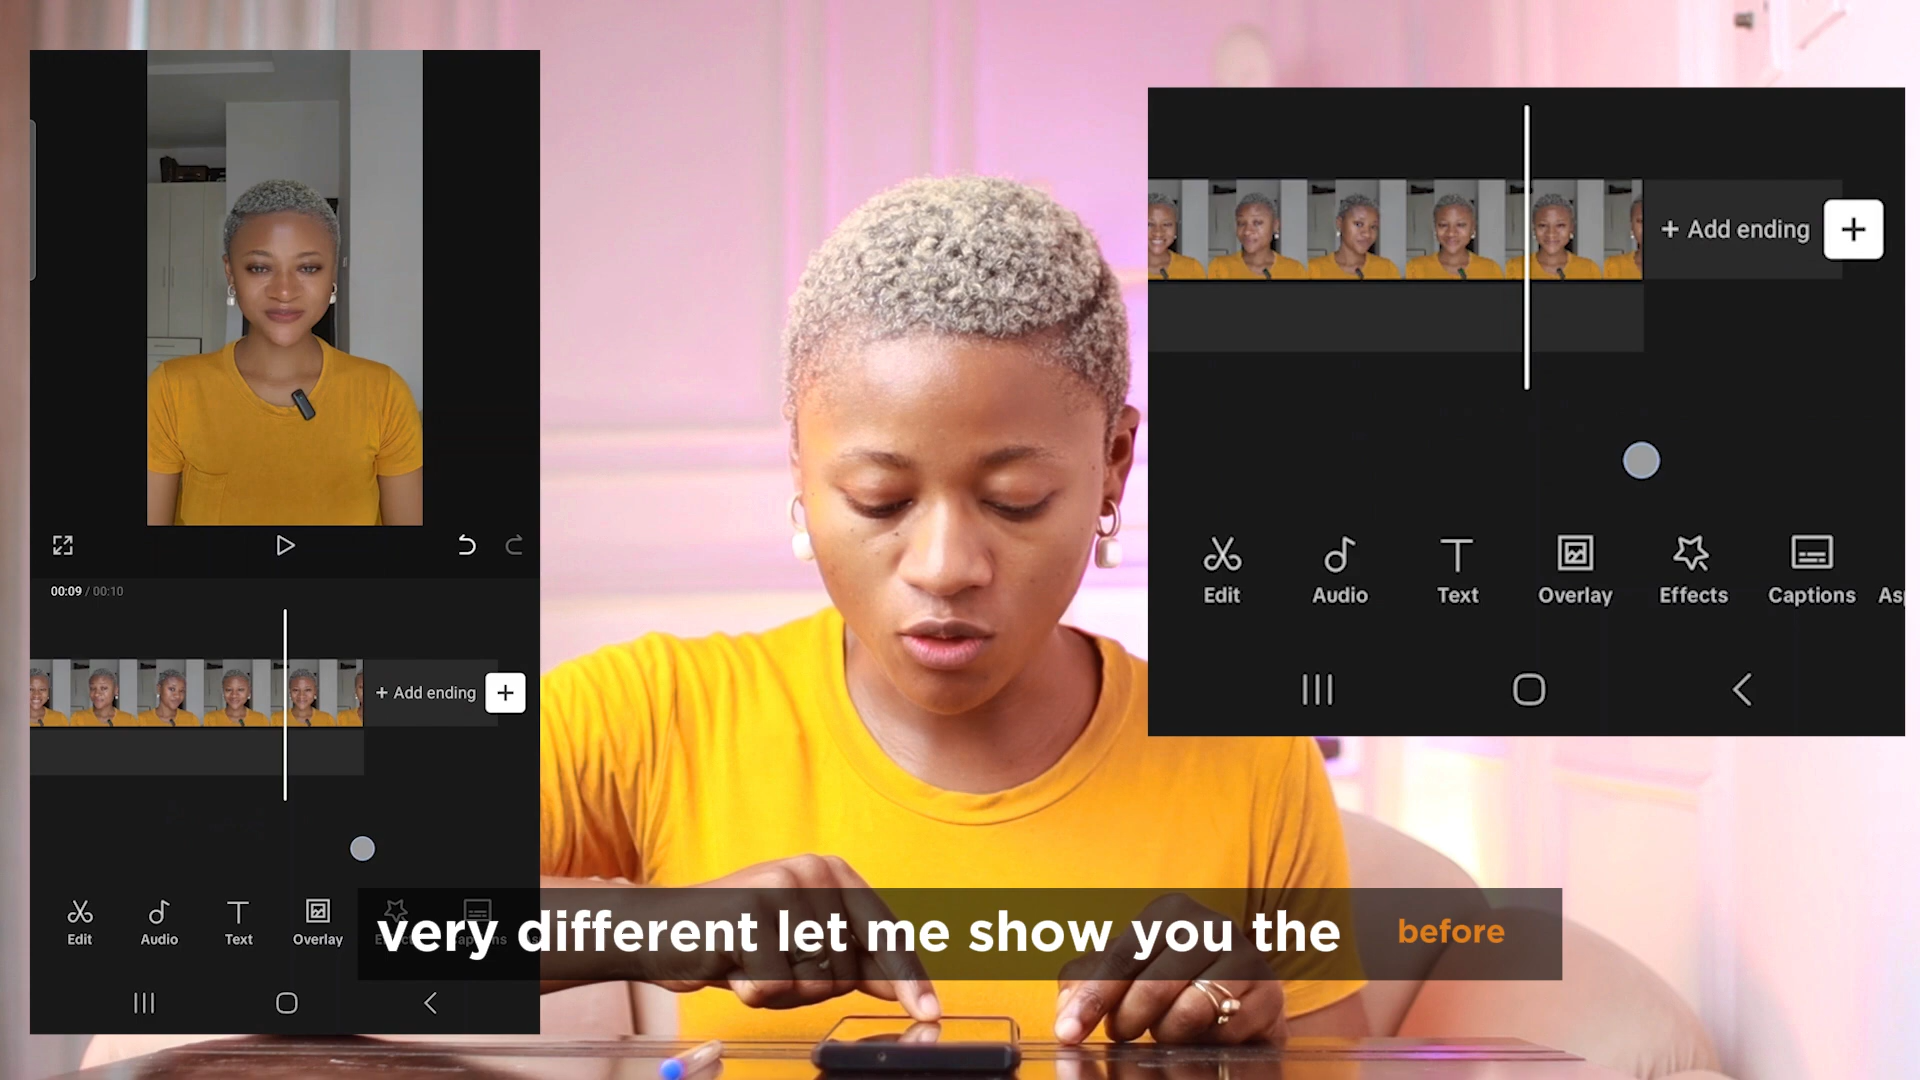 00:09 / 00:10
+ Add ending
+
Edit
Audio
Text
Overlay
+ Add ending
+
Edit
Audio
Text
Overlay
Effects
Captions
very different let me show you the before